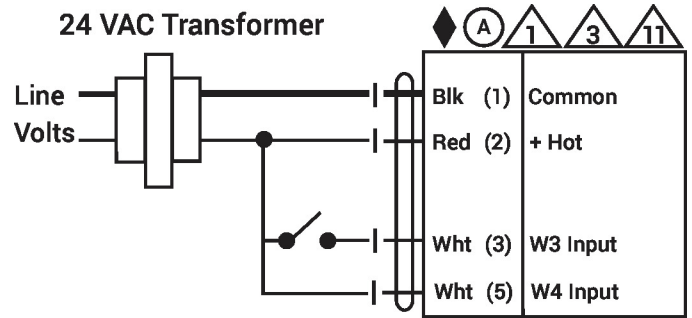 24 VAC Transformer
A 1 3 11
Line
Volts
Blk (1) Common
Red (2) + Hot
Wht (3) W3 Input
Wht (5) W4 Input